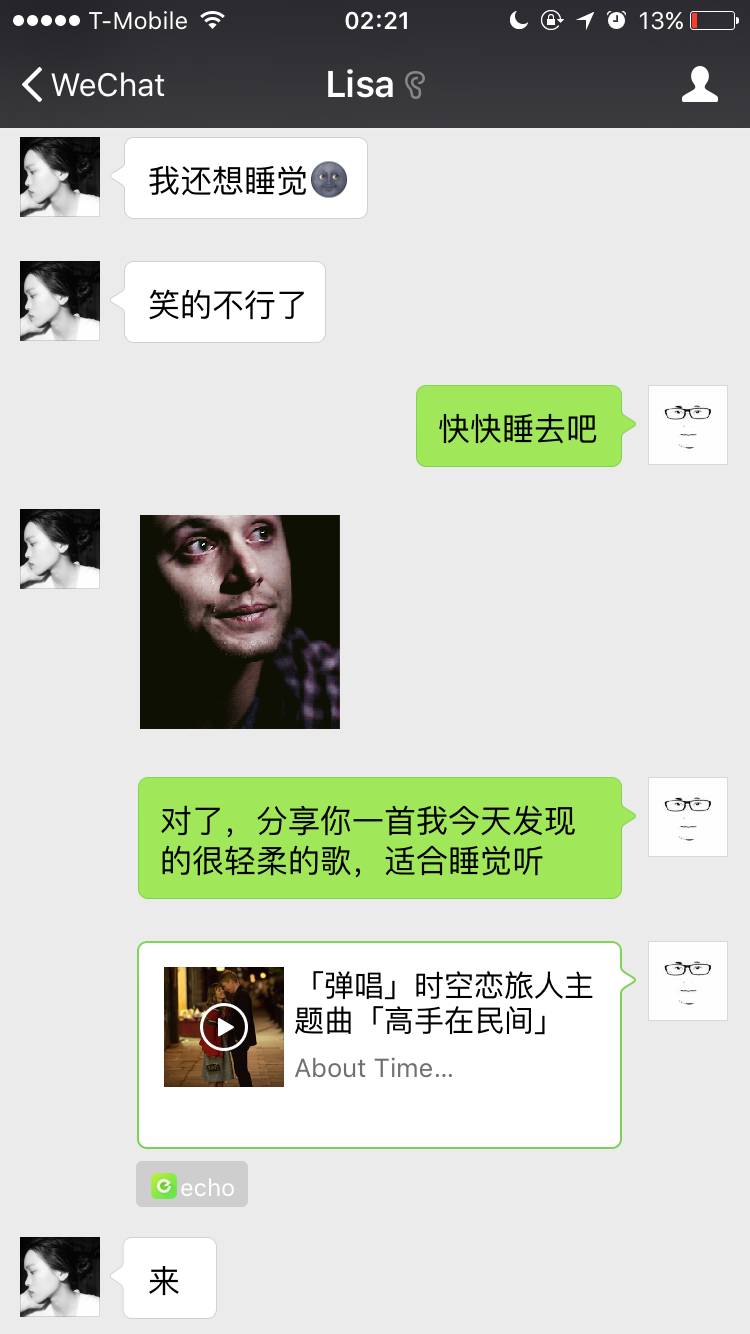 T-Mobile 02:21 13%
WeChat Lisa
我还想睡觉🌚
笑的不行了
快快睡去吧
对了，分享你一首我今天发现
的很轻柔的歌，适合睡觉听
「弹唱」时空恋旅人主
题曲「高手在民间」
About Time...
echo
来